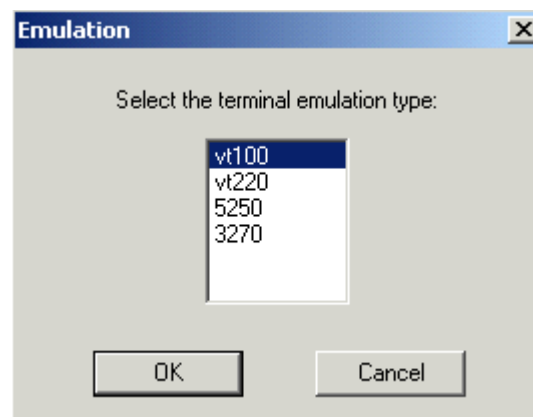 Emulation
Select the terminal emulation type:
vt100
vt220
5250
3270
OK
Cancel